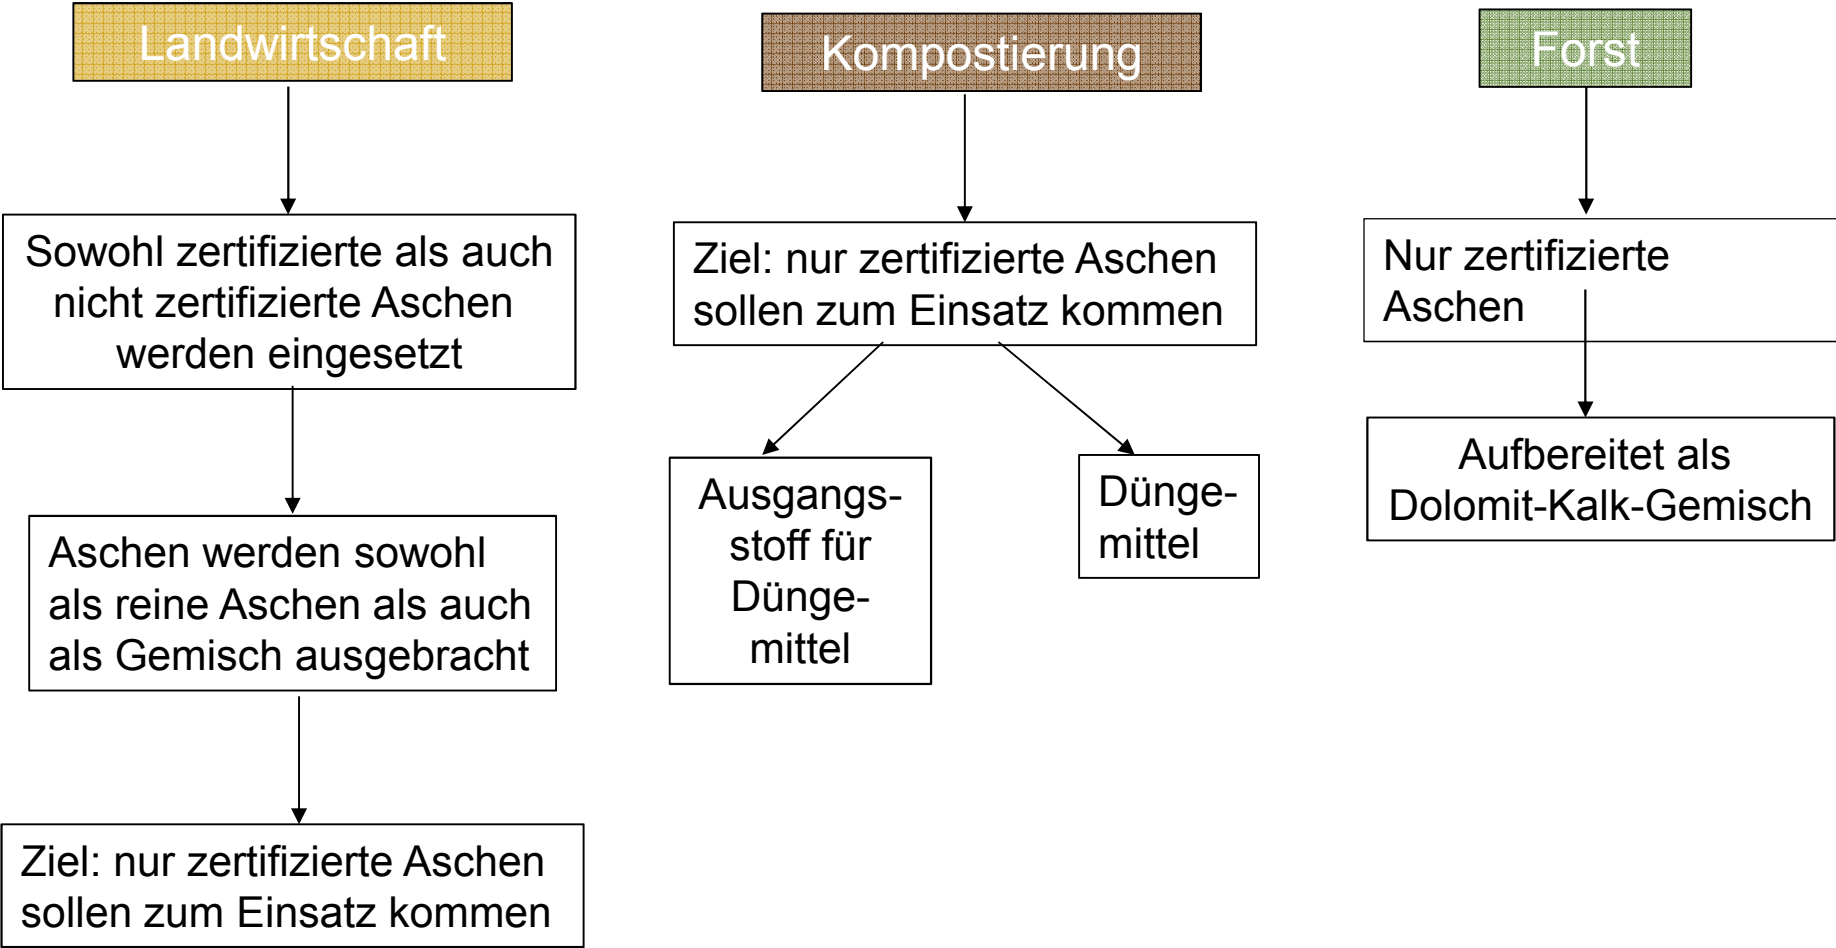 Landwirtschaft
Sowohl zertifizierte als auch
nicht zertifizierte Aschen
werden eingesetzt
Aschen werden sowohl
als reine Aschen als auch
als Gemisch ausgebracht
Ziel: nur zertifizierte Aschen
sollen zum Einsatz kommen
Kompostierung
Ziel: nur zertifizierte Aschen
sollen zum Einsatz kommen
Ausgangs-
stoff für
Dünge-
mittel
Dünge-
mittel
Forst
Nur zertifizierte
Aschen
Aufbereitet als
Dolomit-Kalk-Gemisch